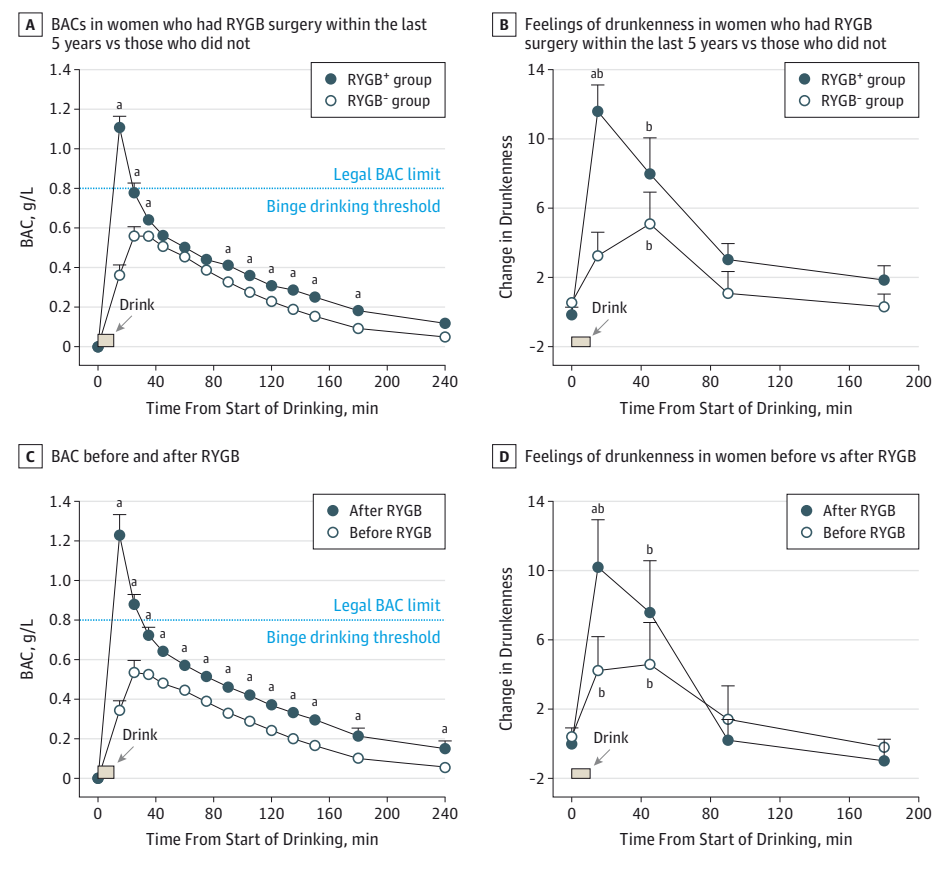 A BACs in women who had RYGB surgery within the last
5 years vs those who did not
1.4
1.2
1.0
0.8
0.6
0.4
0.2
0
BAC, g/L
RYGB+ group
RYGB- group
a
a
a
a
a
a
a
a
a
Legal BAC limit
Binge drinking threshold
Drink
0 40 80 120 160 200 240
Time From Start of Drinking, min
B Feelings of drunkenness in women who had RYGB
surgery within the last 5 years vs those who did not
14
10
6
2
-2
Change in Drunkenness
RYGB+ group
RYGB- group
ab
b
b
Drink
0 40 80 120 160 200
Time From Start of Drinking, min
C BAC before and after RYGB
1.4
1.2
1.0
0.8
0.6
0.4
0.2
0
BAC, g/L
After RYGB
Before RYGB
a
a
a
a
a
a
a
a
a
a
a
a
a
Legal BAC limit
Binge drinking threshold
Drink
0 40 80 120 160 200 240
Time From Start of Drinking, min
D Feelings of drunkenness in women before vs after RYGB
14
10
6
2
-2
Change in Drunkenness
After RYGB
Before RYGB
ab
b
b
b
Drink
0 40 80 120 160 200
Time From Start of Drinking, min